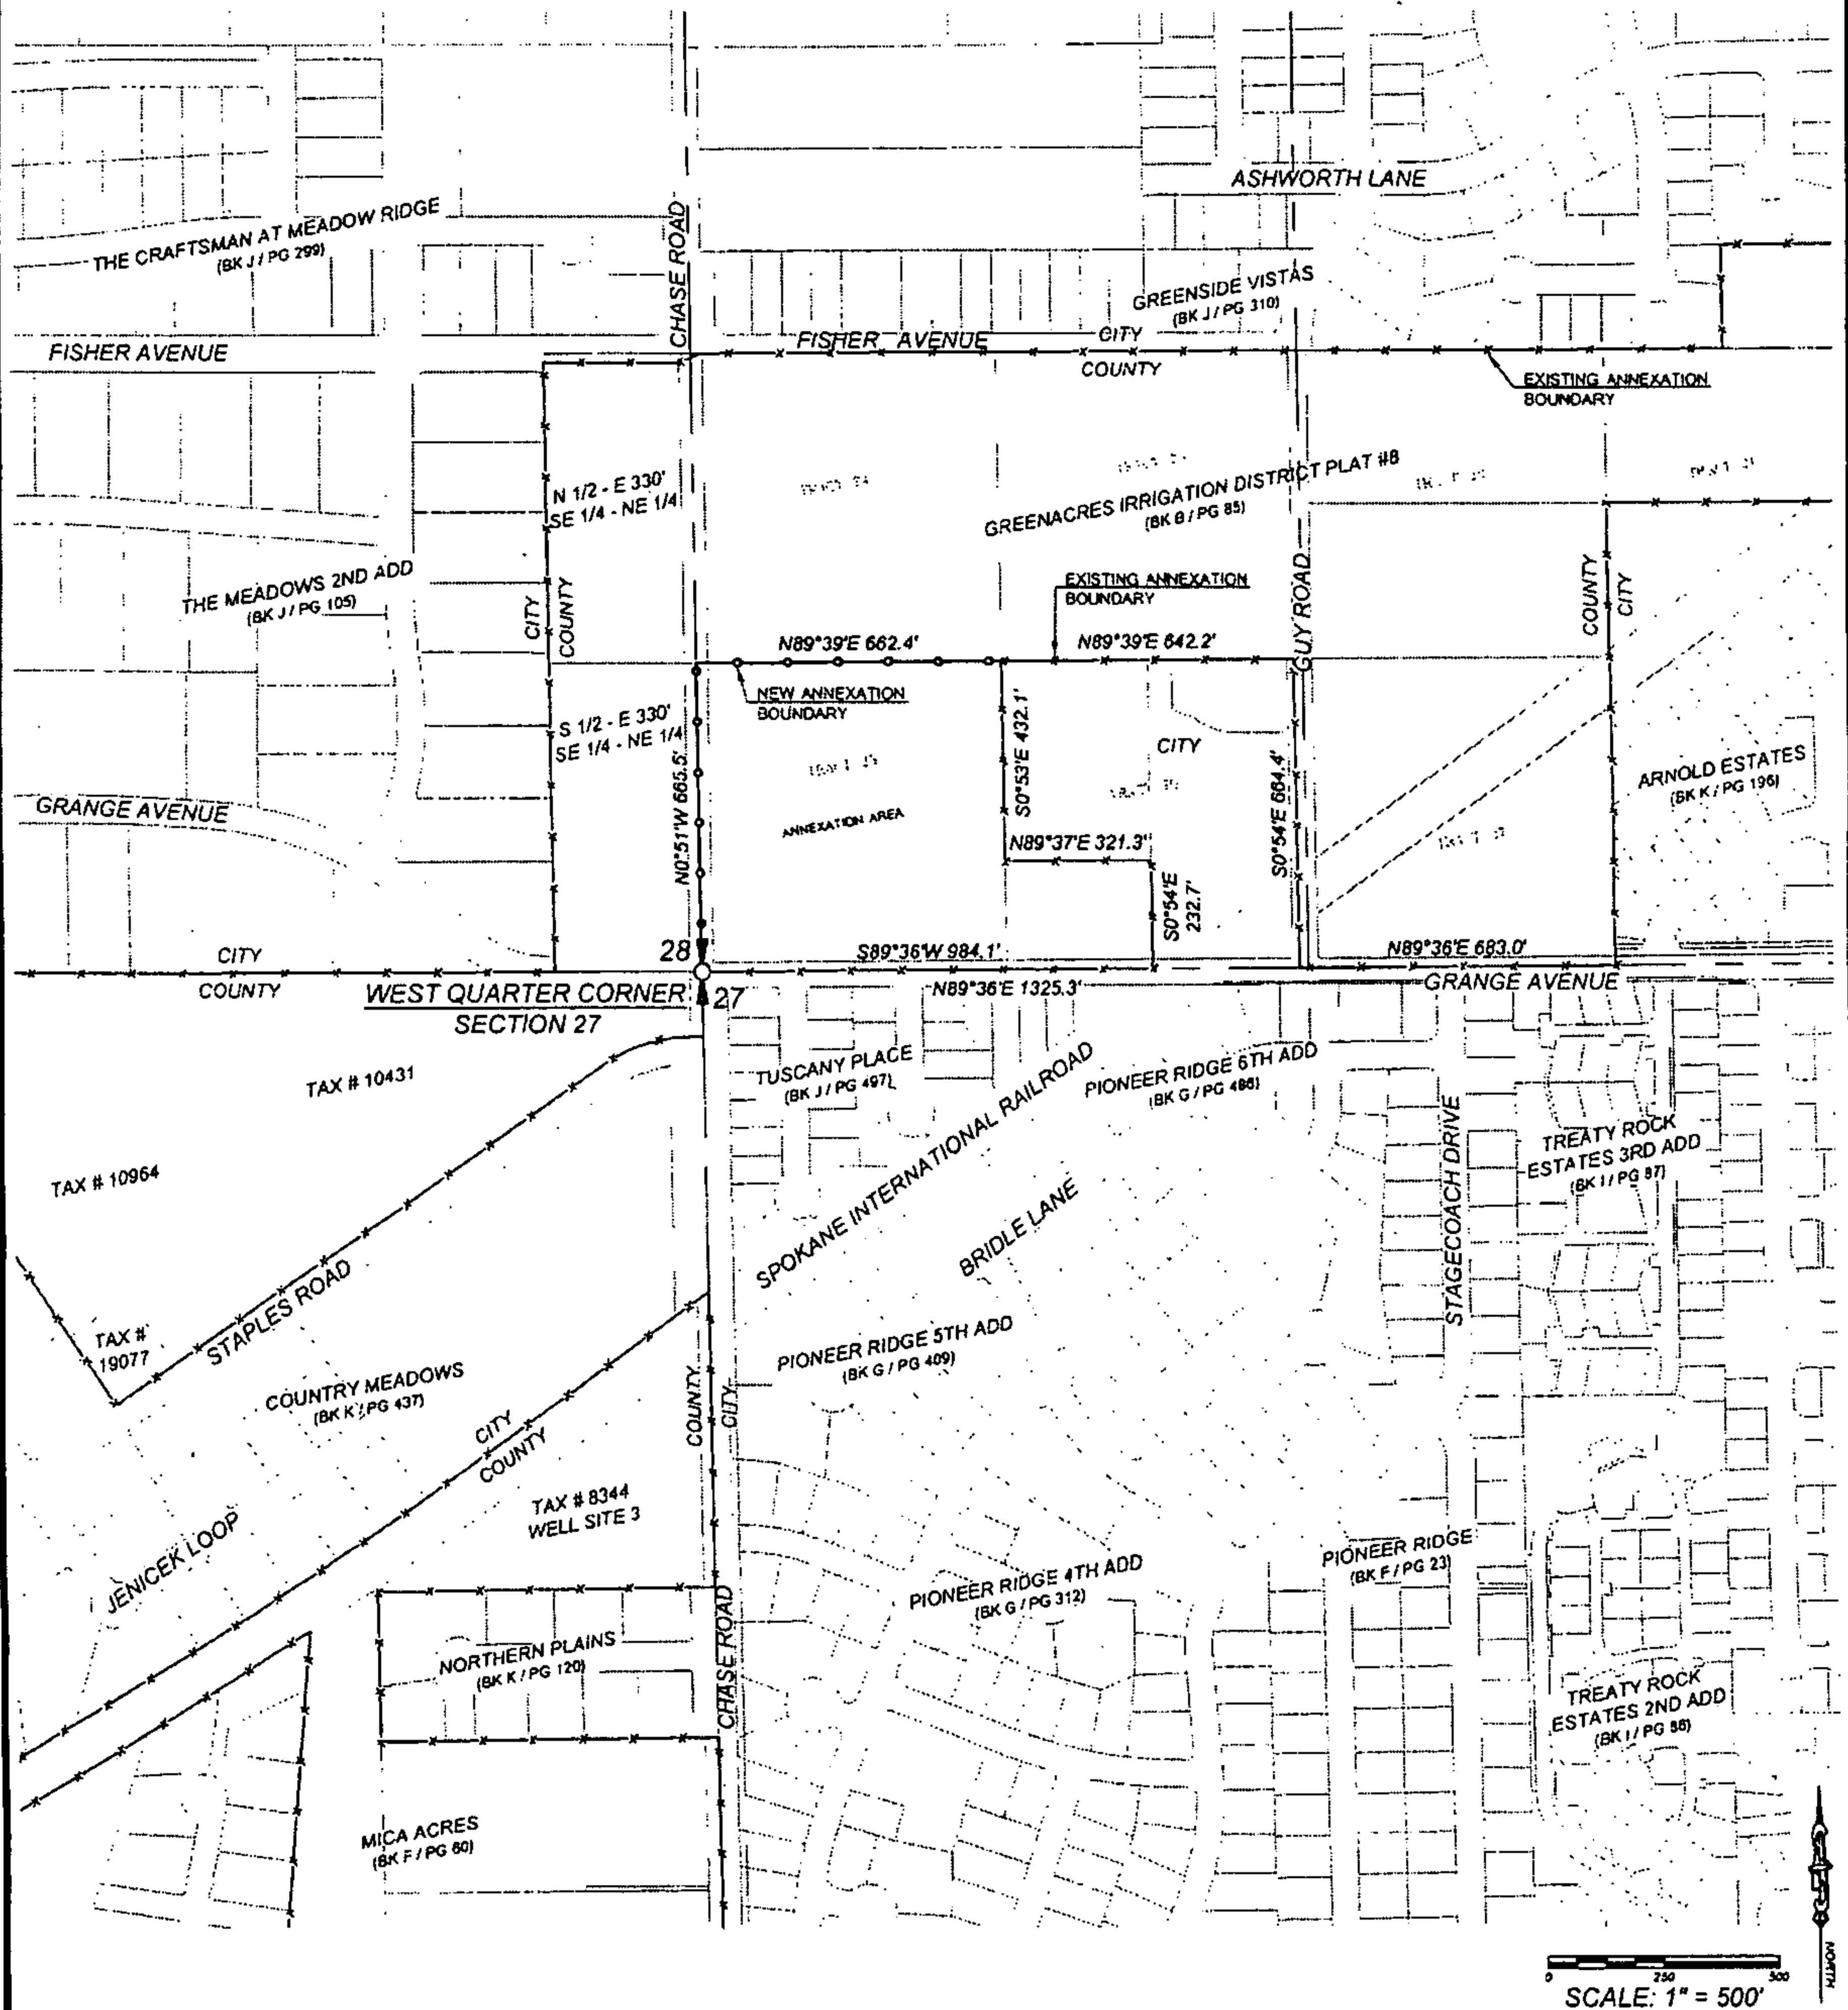 ASHWORTH LANE
CHASE ROAD
THE CRAFTSMAN AT MEADOW RIDGE
(BK J / PG 299)
GREENSIDE VISTAS
(BK J / PG 310)
FISHER AVENUE
FISHER AVENUE
CITY
COUNTY
EXISTING ANNEXATION
BOUNDARY
N 1/2 - E 330'
SE 1/4 - NE 1/4
GREENACRES IRRIGATION DISTRICT PLAT #8
(BK B / PG 85)
THE MEADOWS 2ND ADD
(BK J / PG 105)
CITY
COUNTY
EXISTING ANNEXATION
BOUNDARY
GUY ROAD
COUNTY
CITY
N89°39'E 662.4'
N89°39'E 642.2'
NEW ANNEXATION
BOUNDARY
S 1/2 - E 330'
SE 1/4 - NE 1/4
N0°51'W 665.5'
S0°53'E 432.1'
CITY
S0°54'E 664.4'
ARNOLD ESTATES
(BK K / PG 196)
GRANGE AVENUE
ANNEXATION AREA
N89°37'E 321.3'
S0°54'E
232.7'
CITY
COUNTY
28
S89°36'W 984.1'
N89°36'E 683.0'
WEST QUARTER CORNER
SECTION 27
27
N89°36'E 1325.3'
GRANGE AVENUE
TAX # 10431
TUSCANY PLACE
(BK J / PG 497)
SPOKANE INTERNATIONAL RAILROAD
PIONEER RIDGE 6TH ADD
(BK G / PG 486)
STAGECOACH DRIVE
TREATY ROCK
ESTATES 3RD ADD
(BK I / PG 87)
TAX # 10964
BRIDLE LANE
STAPLES ROAD
TAX #
19077
COUNTRY MEADOWS
(BK K / PG 437)
PIONEER RIDGE 5TH ADD
(BK G / PG 409)
COUNTY
CITY
CITY
COUNTY
TAX # 8344
WELL SITE 3
JENICEK LOOP
PIONEER RIDGE
(BK F / PG 23)
PIONEER RIDGE 4TH ADD
(BK G / PG 312)
CHASE ROAD
NORTHERN PLAINS
(BK K / PG 120)
TREATY ROCK
ESTATES 2ND ADD
(BK I / PG 86)
MICA ACRES
(BK F / PG 60)
NORTH
0 250 500
SCALE: 1" = 500'